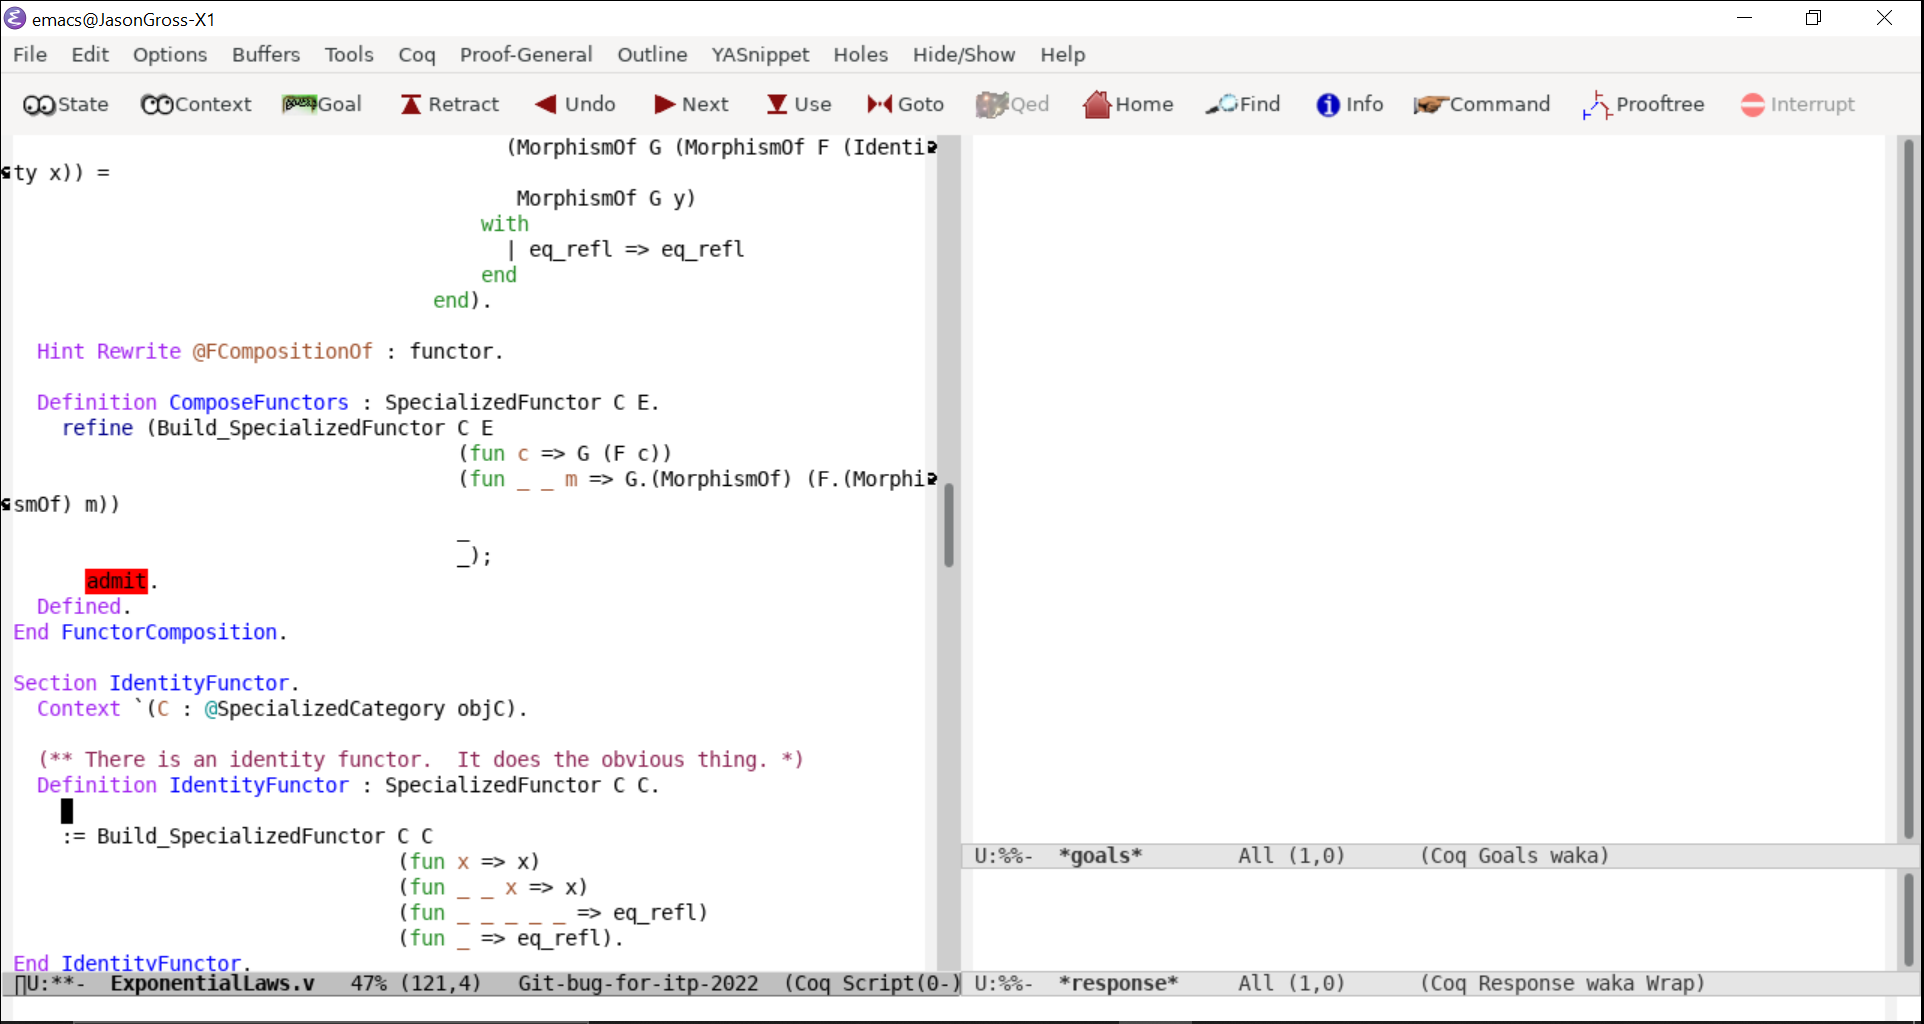 emacs@JasonGross-X1
File Edit Options Buffers Tools Coq Proof-General Outline YASnippet Holes Hide/Show Help
State Context Goal Retract Undo Next Use Goto Qed Home Find Info Command Prooftree Interrupt
(MorphismOf G (MorphismOf F (Identi
ty x)) =
MorphismOf G y)
with
| eq_refl => eq_refl
end
end).
Hint Rewrite @FCompositionOf : functor.
Definition ComposeFunctors : SpecializedFunctor C E.
refine (Build_SpecializedFunctor C E
(fun c => G (F c))
(fun _ _ m => G.(MorphismOf) (F.(Morphi
smOf) m))
_
_);
admit.
Defined.
End FunctorComposition.
Section IdentityFunctor.
Context `(C : @SpecializedCategory objC).
(** There is an identity functor.  It does the obvious thing. *)
Definition IdentityFunctor : SpecializedFunctor C C.
:= Build_SpecializedFunctor C C
(fun x => x)
(fun _ _ x => x)
(fun _ _ _ _ _ => eq_refl)
(fun _ => eq_refl).
End IdentityFunctor.
U:**-  ExponentialLaws.v   47% (121,4)   Git-bug-for-itp-2022  (Coq Script(0-)
U:%%-  *goals*        All (1,0)      (Coq Goals waka)
U:%%-  *response*     All (1,0)      (Coq Response waka Wrap)